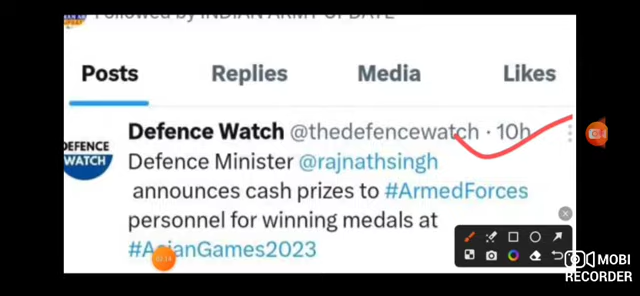 Followed by INDIAN ARMY UPDATE
Posts Replies Media Likes
Defence Watch @thedefencewatch · 10h
DEFENCE
WATCH
Defence Minister @rajnathsingh
announces cash prizes to #ArmedForces
personnel for winning medals at
#AsianGames2023
MOBI
RECORDER